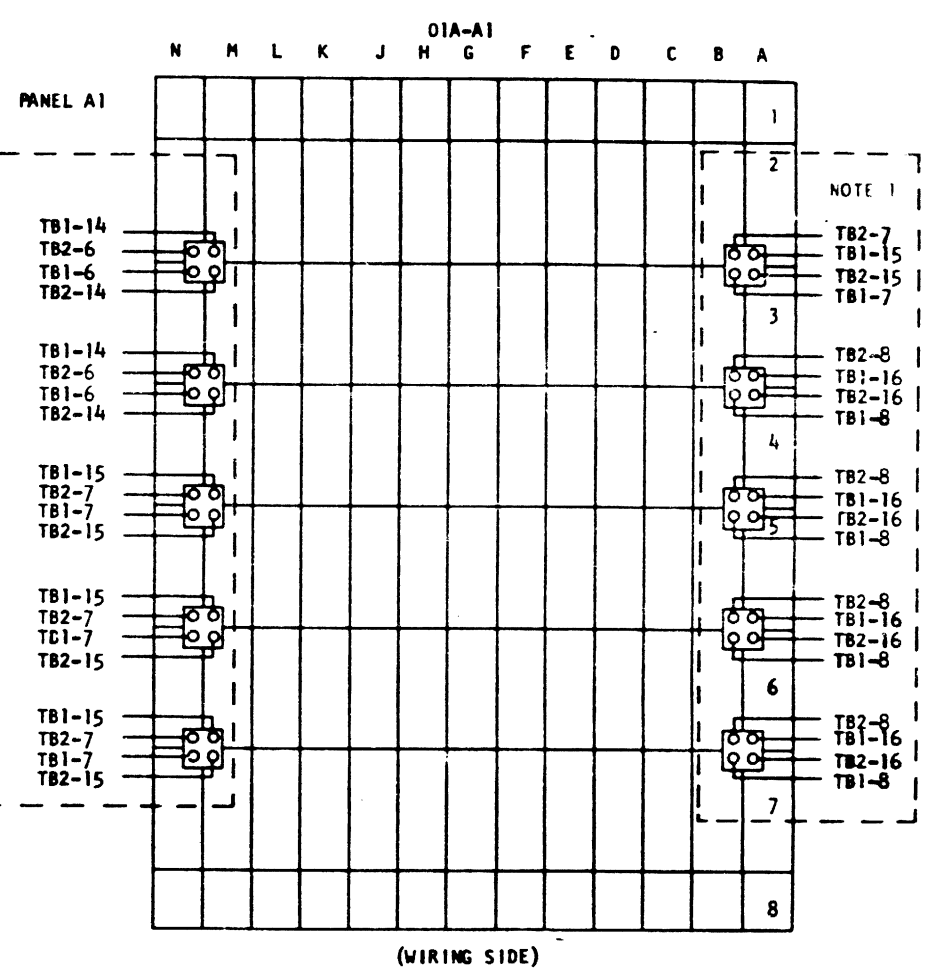 01A-A1
N M L K J H G F E D C B A
PANEL A1
1
2
NOTE 1
TB1-14
TB2-6
TB1-6
TB2-14
TB2-7
TB1-15
TB2-15
TB1-7
3
TB1-14
TB2-6
TB1-6
TB2-14
TB2-8
TB1-16
TB2-16
TB1-8
4
TB1-15
TB2-7
TB1-7
TB2-15
TB2-8
TB1-16
TB2-16
TB1-8
5
TB1-15
TB2-7
TB1-7
TB2-15
TB2-8
TB1-16
TB2-16
TB1-8
6
TB1-15
TB2-7
TB1-7
TB2-15
TB2-8
TB1-16
TB2-16
TB1-8
7
8
(WIRING SIDE)